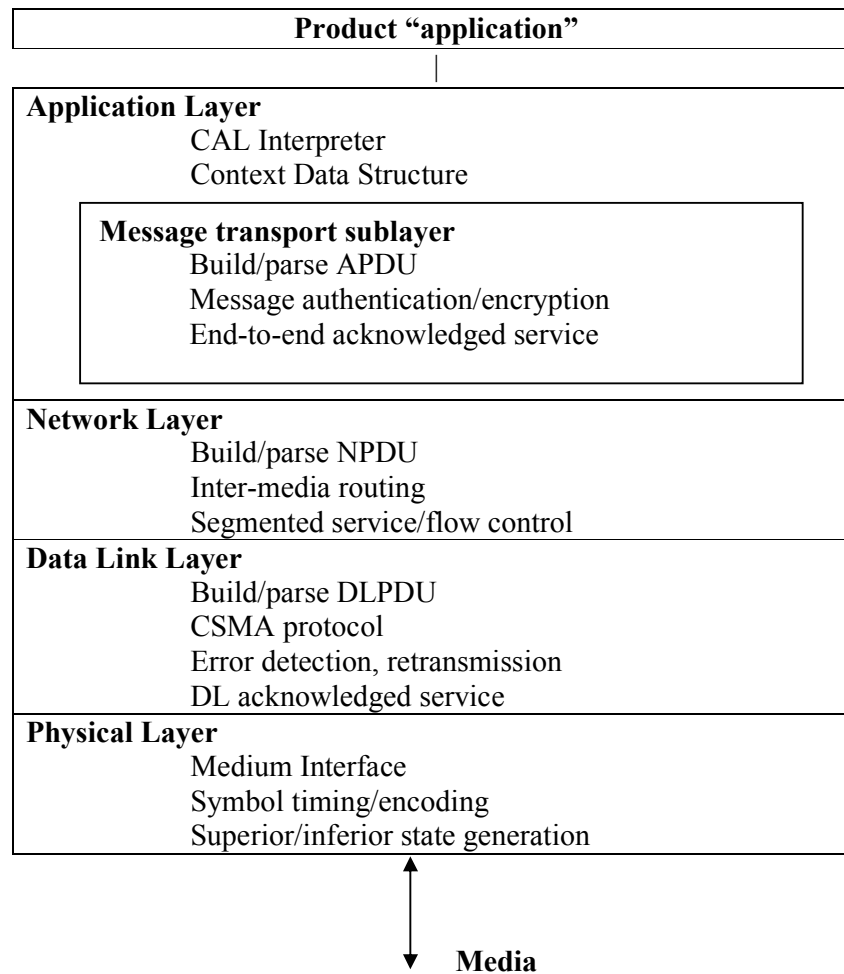 Product “application”
Application Layer
CAL Interpreter
Context Data Structure
Message transport sublayer
Build/parse APDU
Message authentication/encryption
End-to-end acknowledged service
Network Layer
Build/parse NPDU
Inter-media routing
Segmented service/flow control
Data Link Layer
Build/parse DLPDU
CSMA protocol
Error detection, retransmission
DL acknowledged service
Physical Layer
Medium Interface
Symbol timing/encoding
Superior/inferior state generation
Media